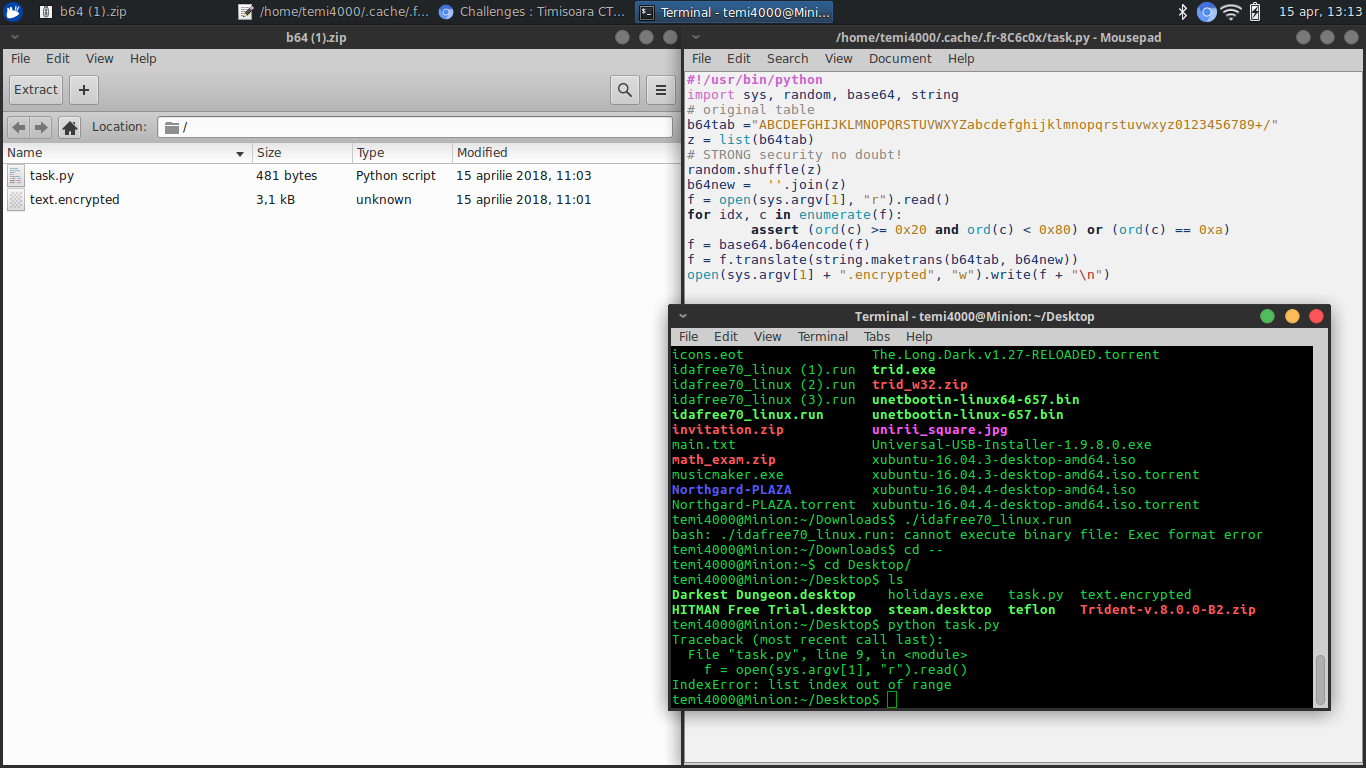 b64 (1).zip
/home/temi4000/.cache/.f...
Challenges : Timisoara CT...
Terminal - temi4000@Mini...
15 apr, 13:13
b64 (1).zip
File Edit View Help
Extract +
Location: /
Name Size Type Modified
task.py 481 bytes Python script 15 aprilie 2018, 11:03
text.encrypted 3,1 kB unknown 15 aprilie 2018, 11:01
/home/temi4000/.cache/.fr-8C6c0x/task.py - Mousepad
File Edit Search View Document Help
#!/usr/bin/python
import sys, random, base64, string
# original table
b64tab ="ABCDEFGHIJKLMNOPQRSTUVWXYZabcdefghijklmnopqrstuvwxyz0123456789+/"
z = list(b64tab)
# STRONG security no doubt!
random.shuffle(z)
b64new =  ''.join(z)
f = open(sys.argv[1], "r").read()
for idx, c in enumerate(f):
        assert (ord(c) >= 0x20 and ord(c) < 0x80) or (ord(c) == 0xa)
f = base64.b64encode(f)
f = f.translate(string.maketrans(b64tab, b64new))
open(sys.argv[1] + ".encrypted", "w").write(f + "\n")
Terminal - temi4000@Minion: ~/Desktop
File Edit View Terminal Tabs Help
icons.eot                The.Long.Dark.v1.27-RELOADED.torrent
idafree70_linux (1).run  trid.exe
idafree70_linux (2).run  trid_w32.zip
idafree70_linux (3).run  unetbootin-linux64-657.bin
idafree70_linux.run      unetbootin-linux-657.bin
invitation.zip           unirii_square.jpg
main.txt                 Universal-USB-Installer-1.9.8.0.exe
math_exam.zip            xubuntu-16.04.3-desktop-amd64.iso
musicmaker.exe           xubuntu-16.04.3-desktop-amd64.iso.torrent
Northgard-PLAZA          xubuntu-16.04.4-desktop-amd64.iso
Northgard-PLAZA.torrent  xubuntu-16.04.4-desktop-amd64.iso.torrent
temi4000@Minion:~/Downloads$ ./idafree70_linux.run
bash: ./idafree70_linux.run: cannot execute binary file: Exec format error
temi4000@Minion:~/Downloads$ cd --
temi4000@Minion:~$ cd Desktop/
temi4000@Minion:~/Desktop$ ls
Darkest Dungeon.desktop    holidays.exe   task.py  text.encrypted
HITMAN Free Trial.desktop  steam.desktop  teflon   Trident-v.8.0.0-B2.zip
temi4000@Minion:~/Desktop$ python task.py
Traceback (most recent call last):
  File "task.py", line 9, in <module>
    f = open(sys.argv[1], "r").read()
IndexError: list index out of range
temi4000@Minion:~/Desktop$